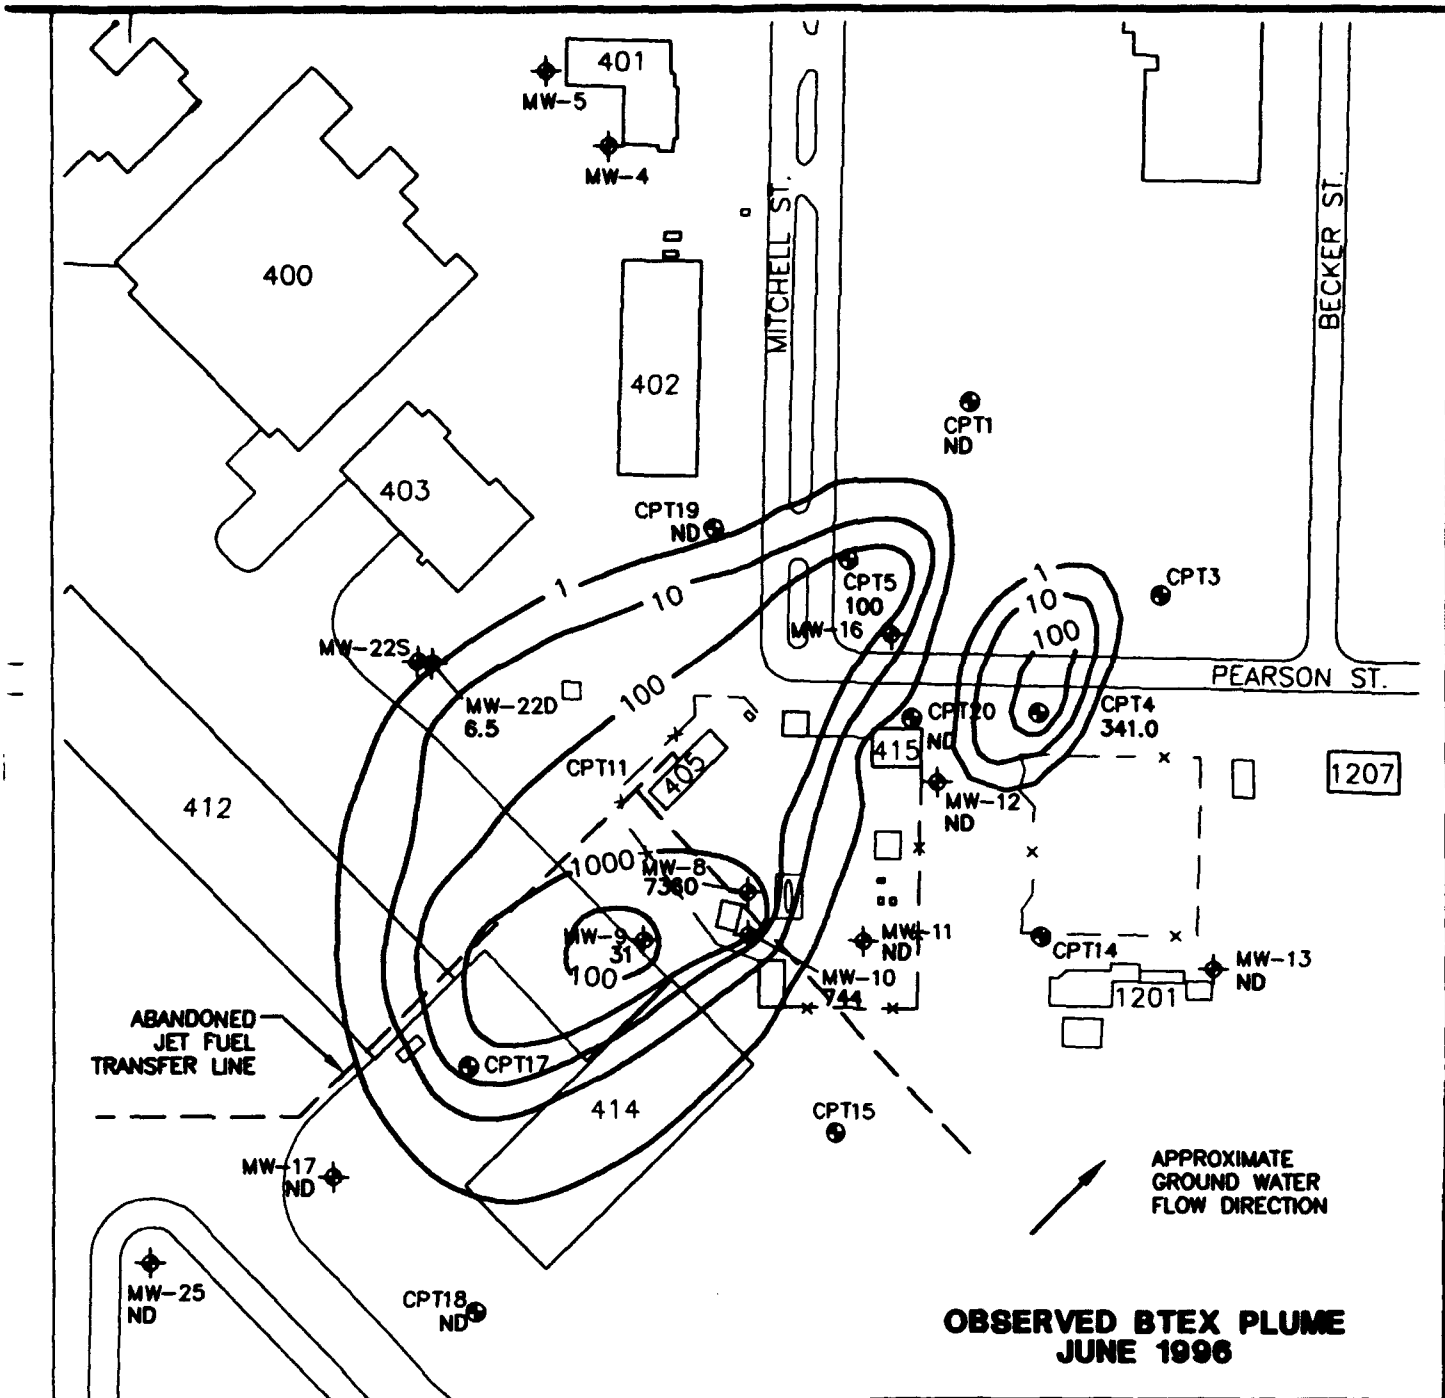 401
MW-5
MW-4
MITCHELL ST.
BECKER ST.
400
402
CPT1
ND
403
CPT19
ND
1
10
100
CPT5
100
MW-16
1
10
100
CPT3
MW-22S
MW-22D
6.5
PEARSON ST.
CPT20
ND
CPT4
341.0
415
CPT11
405
412
MW-12
ND
1207
1000
MW-8
7360
MW-9
31
100
MW-10
744
MW-11
ND
CPT14
MW-13
ND
1201
ABANDONED
JET FUEL
TRANSFER LINE
CPT17
414
CPT15
MW-17
ND
APPROXIMATE
GROUND WATER
FLOW DIRECTION
MW-25
ND
CPT18
ND
OBSERVED BTEX PLUME
JUNE 1996